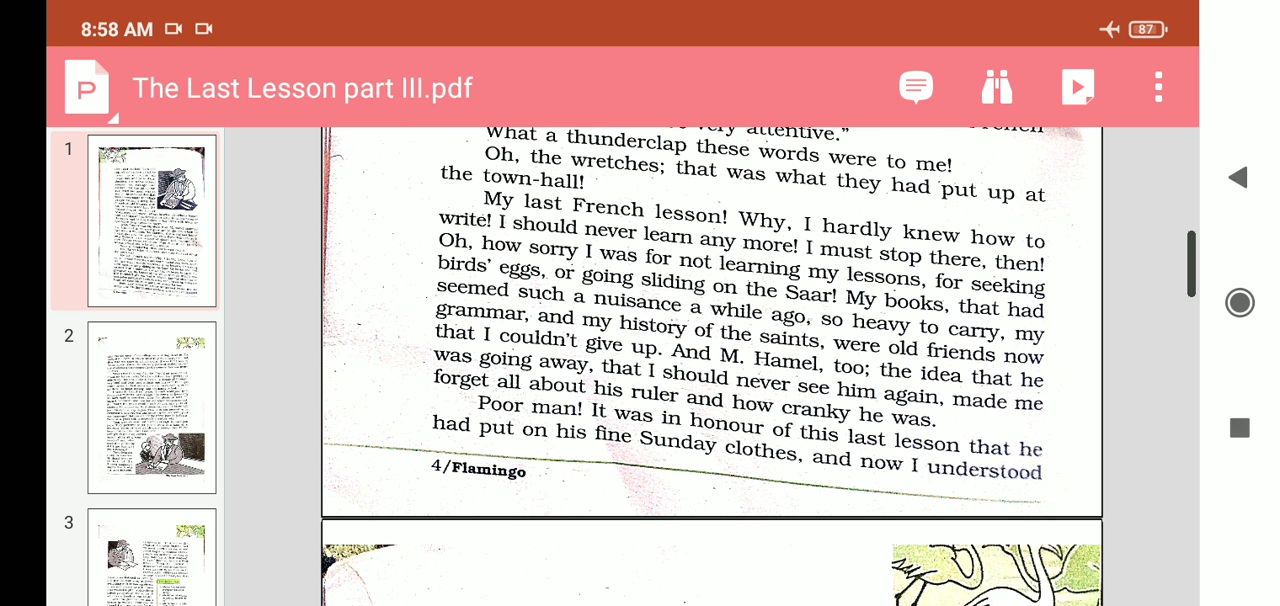 8:58 AM
87
P
The Last Lesson part III.pdf
1
2
3
very attentive."
What a thunderclap these words were to me!
Oh, the wretches; that was what they had put up at
the town-hall!
My last French lesson! Why, I hardly knew how to
write! I should never learn any more! I must stop there, then!
Oh, how sorry I was for not learning my lessons, for seeking
birds' eggs, or going sliding on the Saar! My books, that had
seemed such a nuisance a while ago, so heavy to carry, my
grammar, and my history of the saints, were old friends now
that I couldn't give up. And M. Hamel, too; the idea that he
was going away, that I should never see him again, made me
forget all about his ruler and how cranky he was.
Poor man! It was in honour of this last lesson that he
had put on his fine Sunday clothes, and now I understood
4/Flamingo